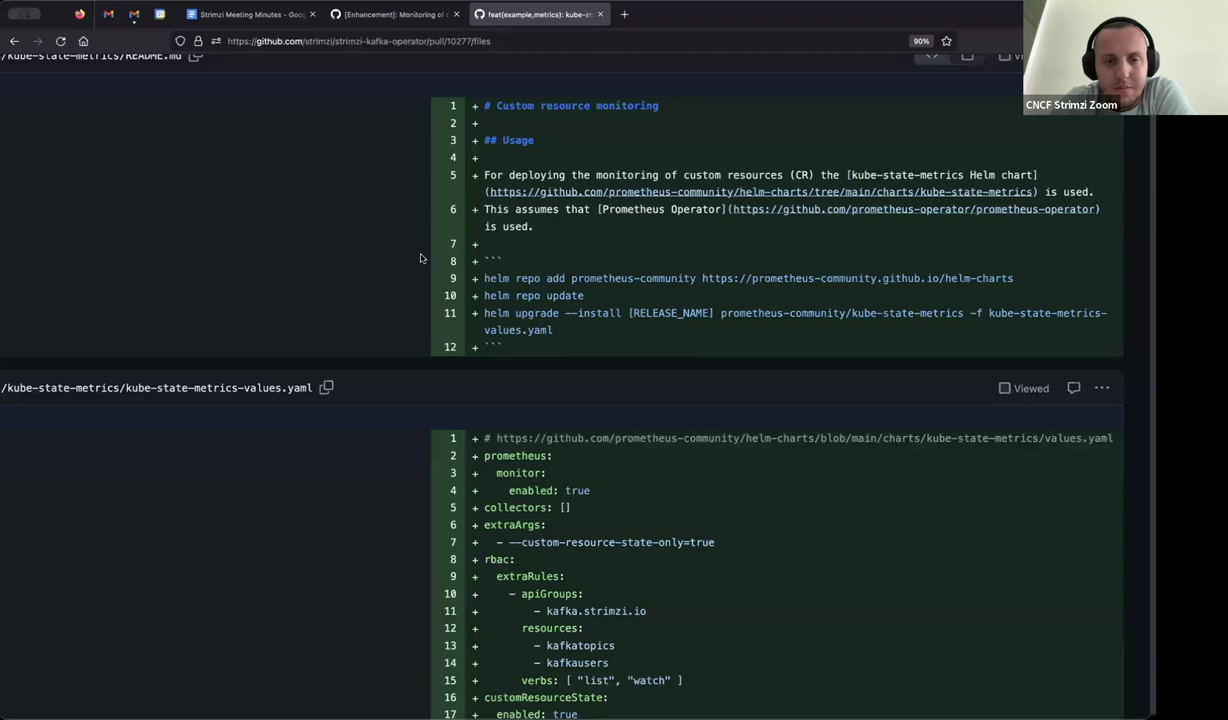 Strimzi Meeting Minutes - Goog
[Enhancement]: Monitoring of c
feat(example,metrics): kube-st
https://github.com/strimzi/strimzi-kafka-operator/pull/10277/files
90%
/kube-state-metrics/README.md
CNCF Strimzi Zoom
1 + # Custom resource monitoring
2 +
3 + ## Usage
4 +
5 + For deploying the monitoring of custom resources (CR) the [kube-state-metrics Helm chart]
(https://github.com/prometheus-community/helm-charts/tree/main/charts/kube-state-metrics) is used.
6 + This assumes that [Prometheus Operator](https://github.com/prometheus-operator/prometheus-operator)
is used.
7 +
8 + ```
9 + helm repo add prometheus-community https://prometheus-community.github.io/helm-charts
10 + helm repo update
11 + helm upgrade --install [RELEASE_NAME] prometheus-community/kube-state-metrics -f kube-state-metrics-
values.yaml
12 + ```
/kube-state-metrics/kube-state-metrics-values.yaml
Viewed
1 + # https://github.com/prometheus-community/helm-charts/blob/main/charts/kube-state-metrics/values.yaml
2 + prometheus:
3 + monitor:
4 + enabled: true
5 + collectors: []
6 + extraArgs:
7 + - --custom-resource-state-only=true
8 + rbac:
9 + extraRules:
10 + - apiGroups:
11 + - kafka.strimzi.io
12 + resources:
13 + - kafkatopics
14 + - kafkausers
15 + verbs: [ "list", "watch" ]
16 + customResourceState:
17 + enabled: true